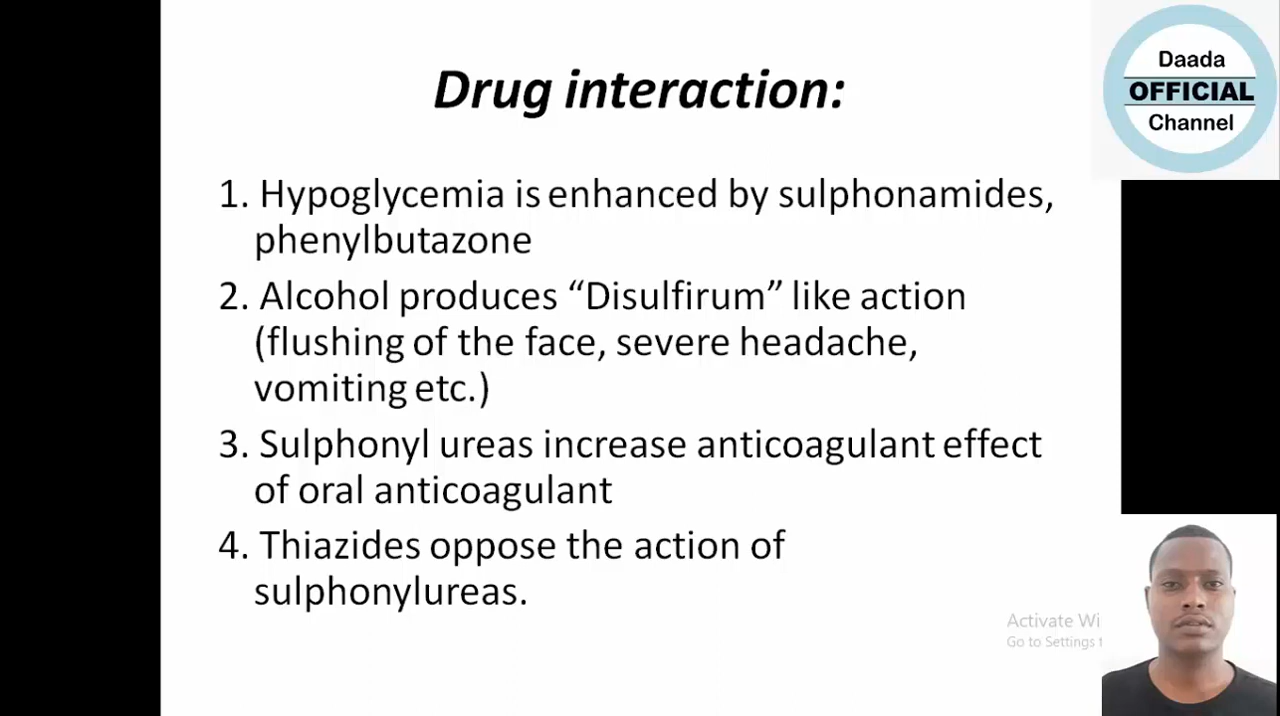 Drug interaction:
Daada
OFFICIAL
Channel
1. Hypoglycemia is enhanced by sulphonamides,
phenylbutazone
2. Alcohol produces “Disulfirum” like action
(flushing of the face, severe headache,
vomiting etc.)
3. Sulphonyl ureas increase anticoagulant effect
of oral anticoagulant
4. Thiazides oppose the action of
sulphonylureas.
Activate Wi
Go to Settings t